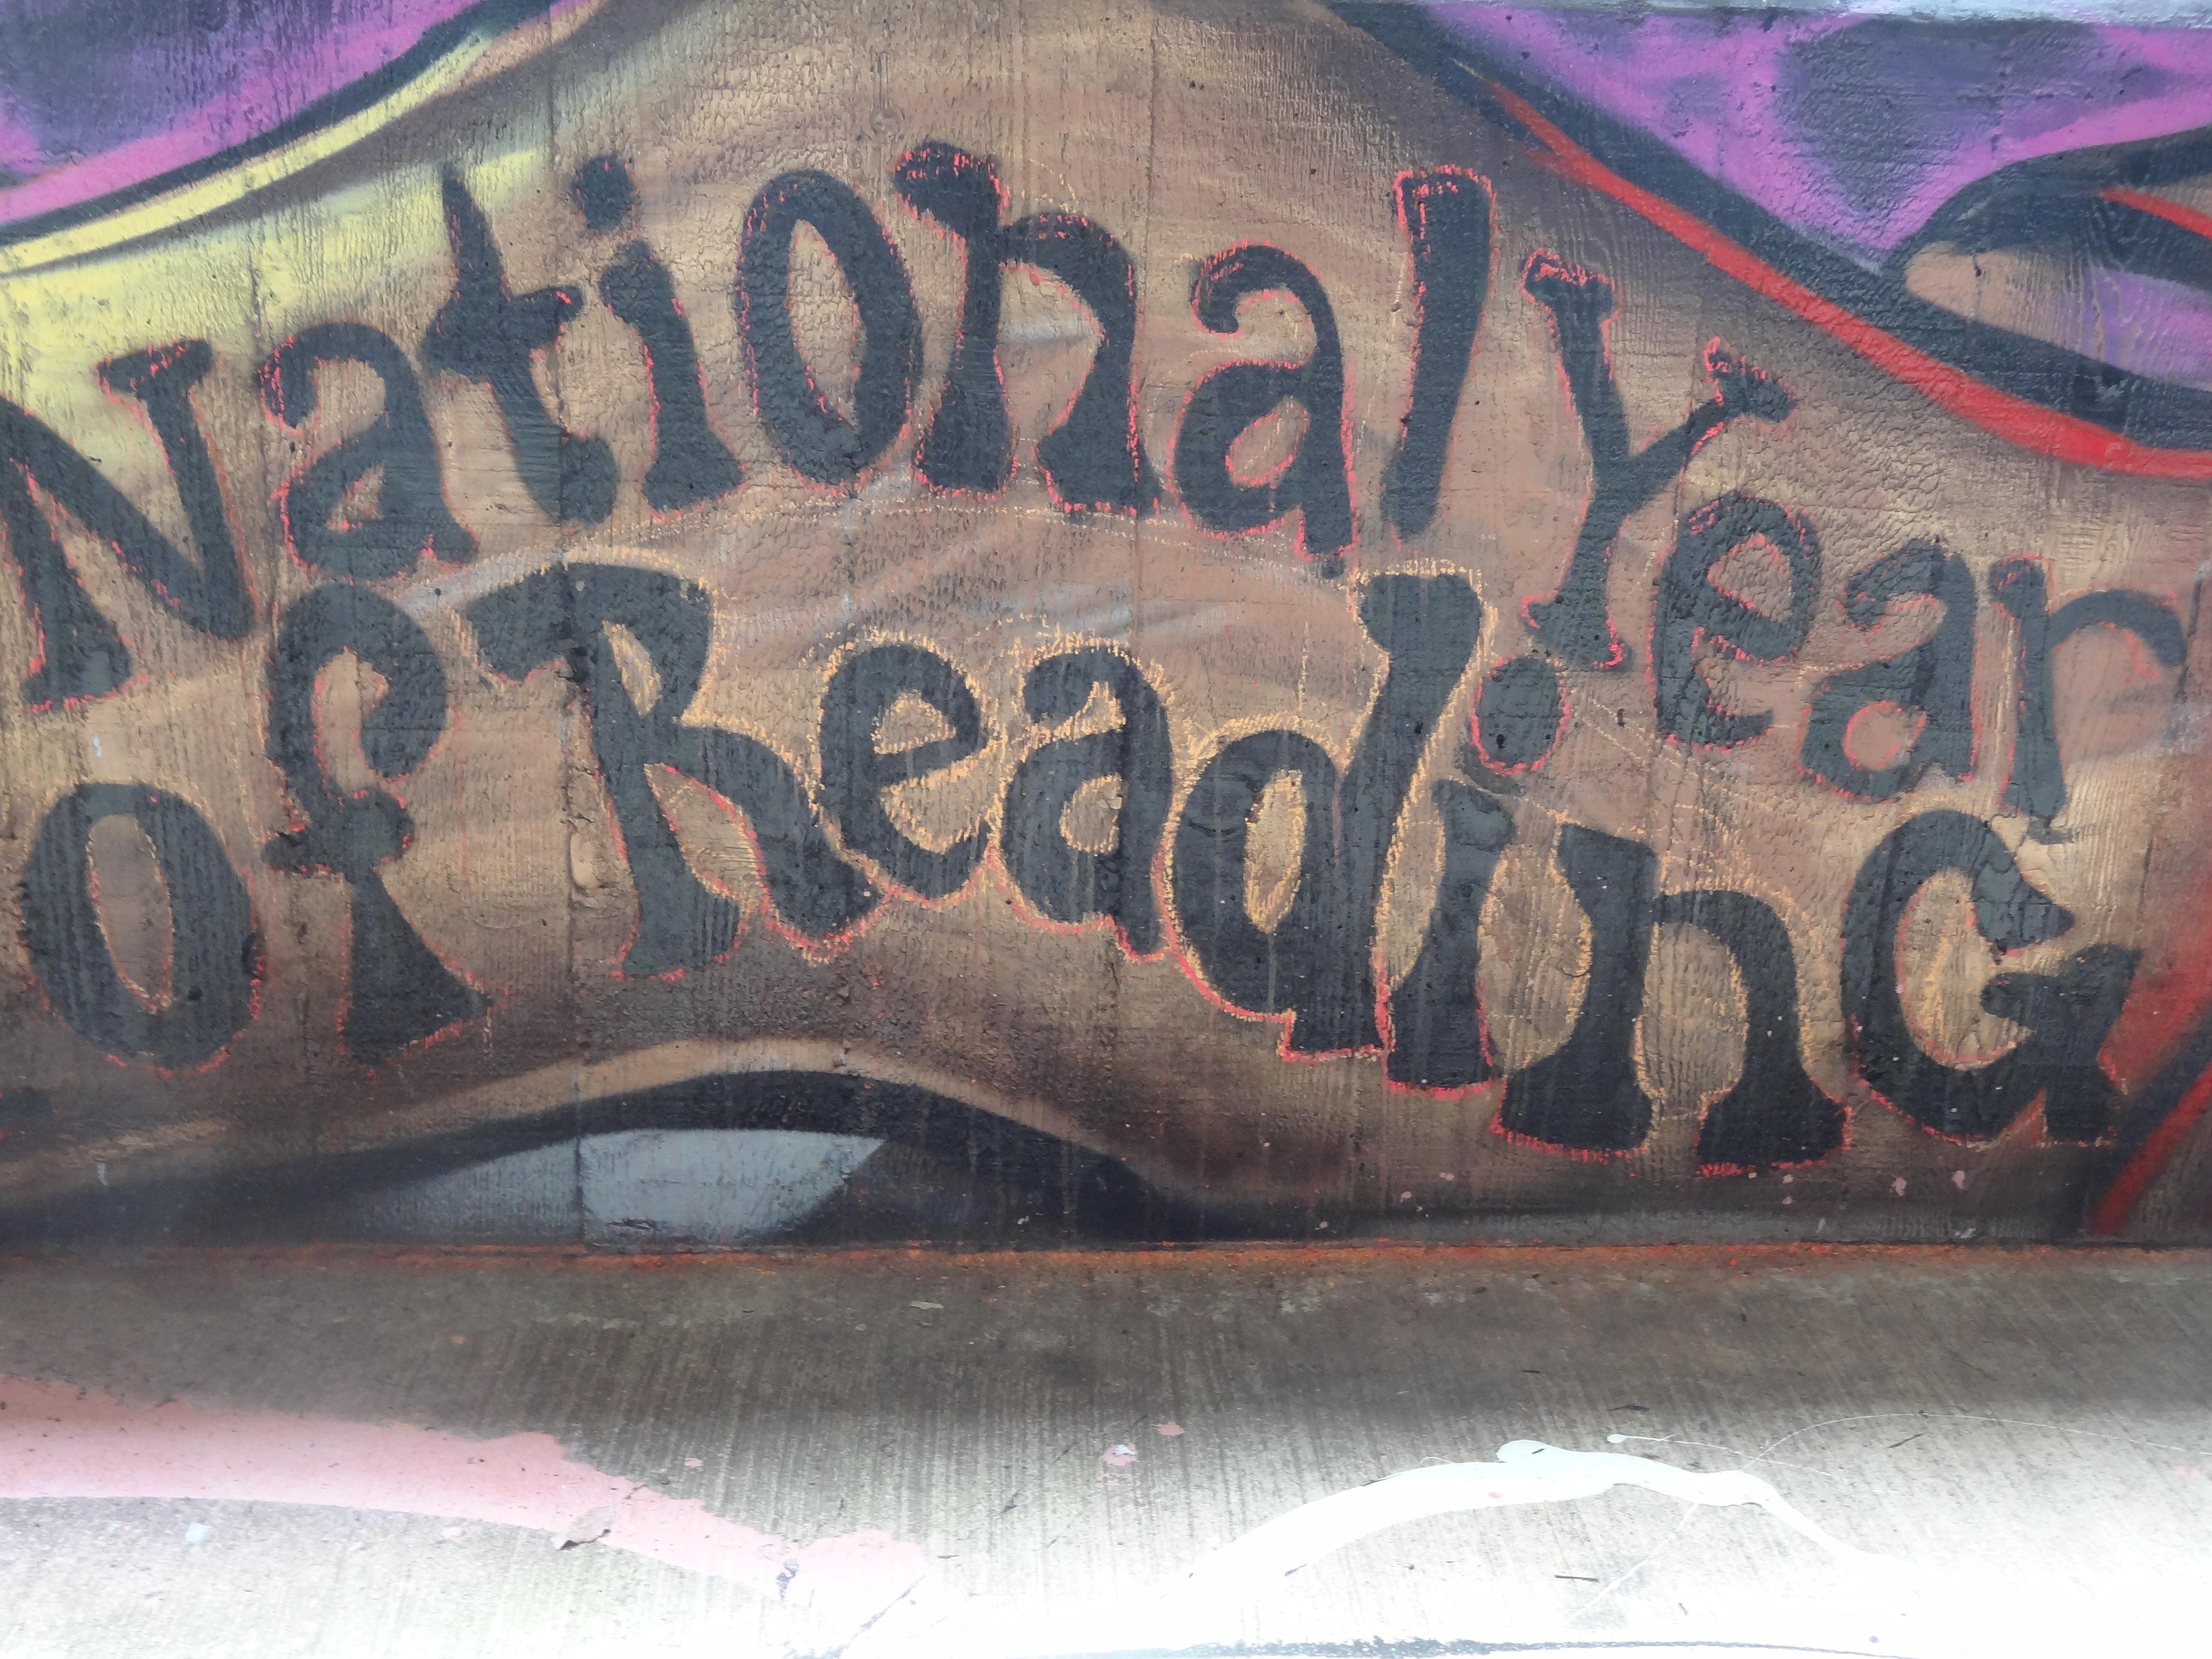 National Year
of ReadinG